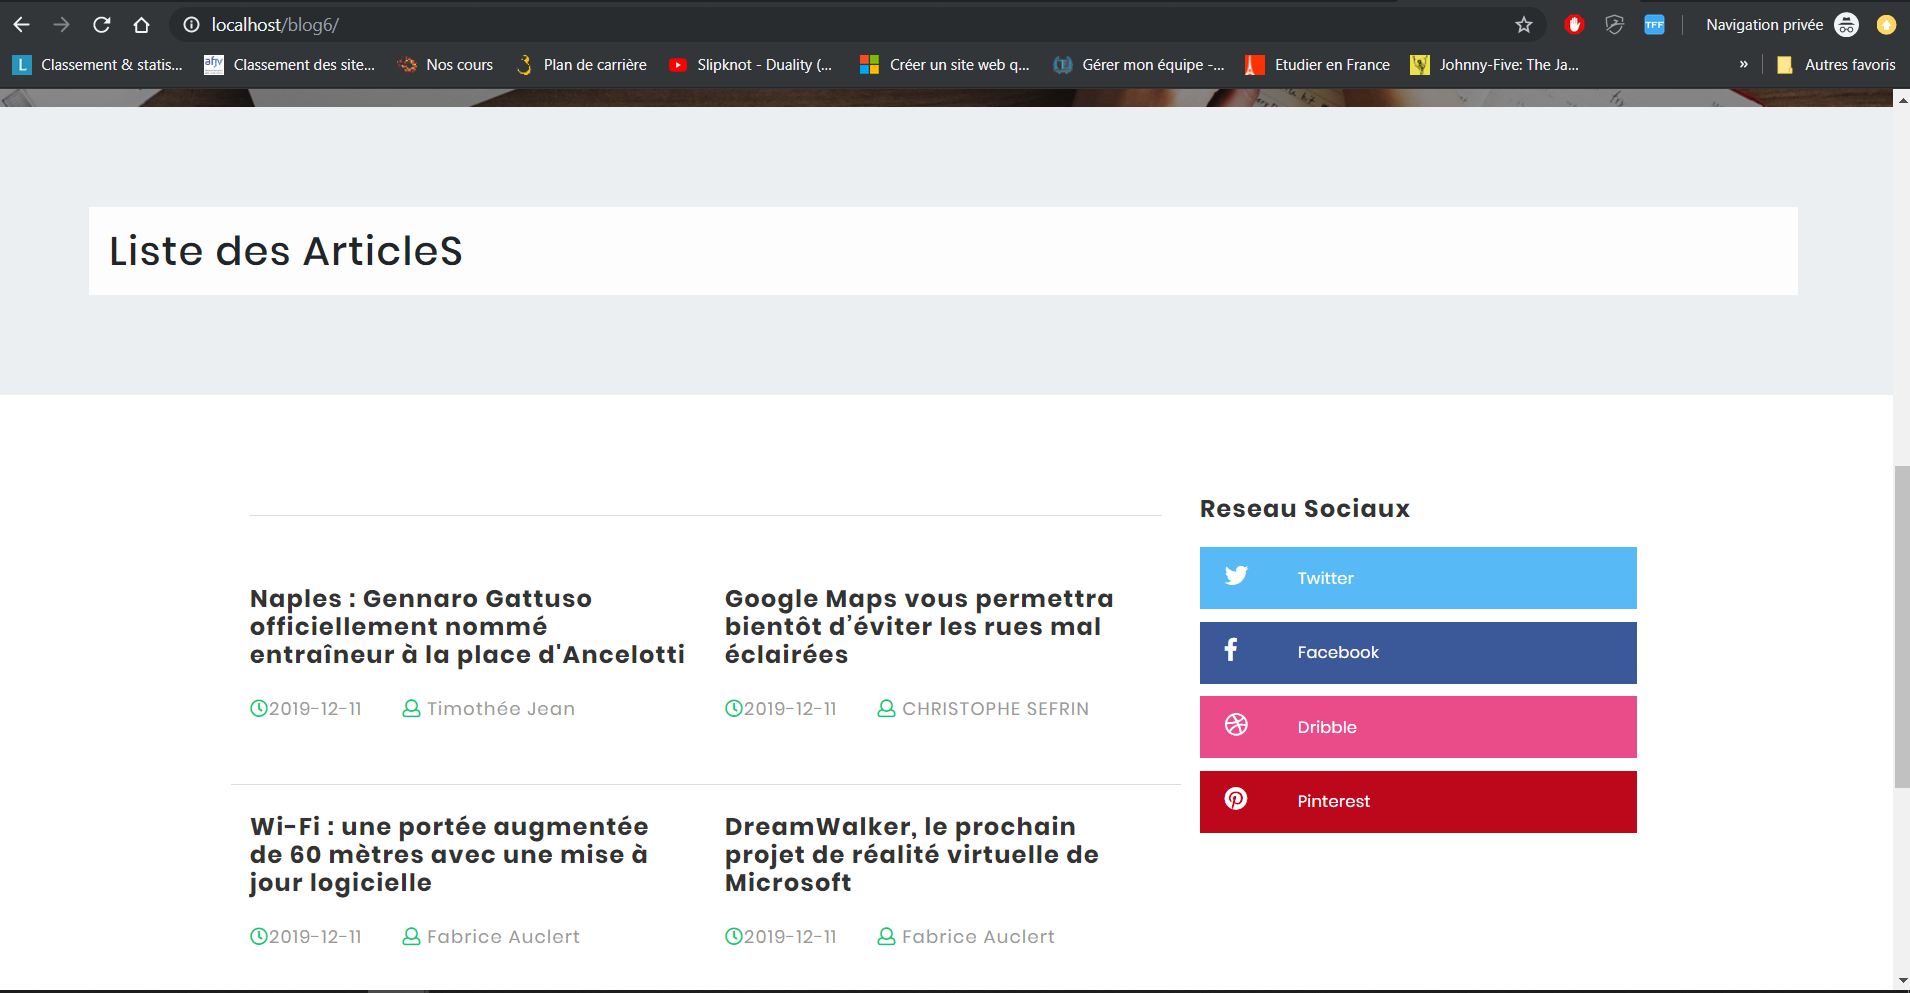 localhost/blog6/
TFF
Navigation privée
L Classement & statis...
afjv Classement des site...
Nos cours
Plan de carrière
Slipknot - Duality (...
Créer un site web q...
Gérer mon équipe -...
Etudier en France
Johnny-Five: The Ja...
»
Autres favoris
Liste des ArticleS
Naples : Gennaro Gattuso
officiellement nommé
entraîneur à la place d'Ancelotti
2019-12-11 Timothée Jean
Google Maps vous permettra
bientôt d’éviter les rues mal
éclairées
2019-12-11 CHRISTOPHE SEFRIN
Wi-Fi : une portée augmentée
de 60 mètres avec une mise à
jour logicielle
2019-12-11 Fabrice Auclert
DreamWalker, le prochain
projet de réalité virtuelle de
Microsoft
2019-12-11 Fabrice Auclert
Reseau Sociaux
Twitter
Facebook
Dribble
Pinterest